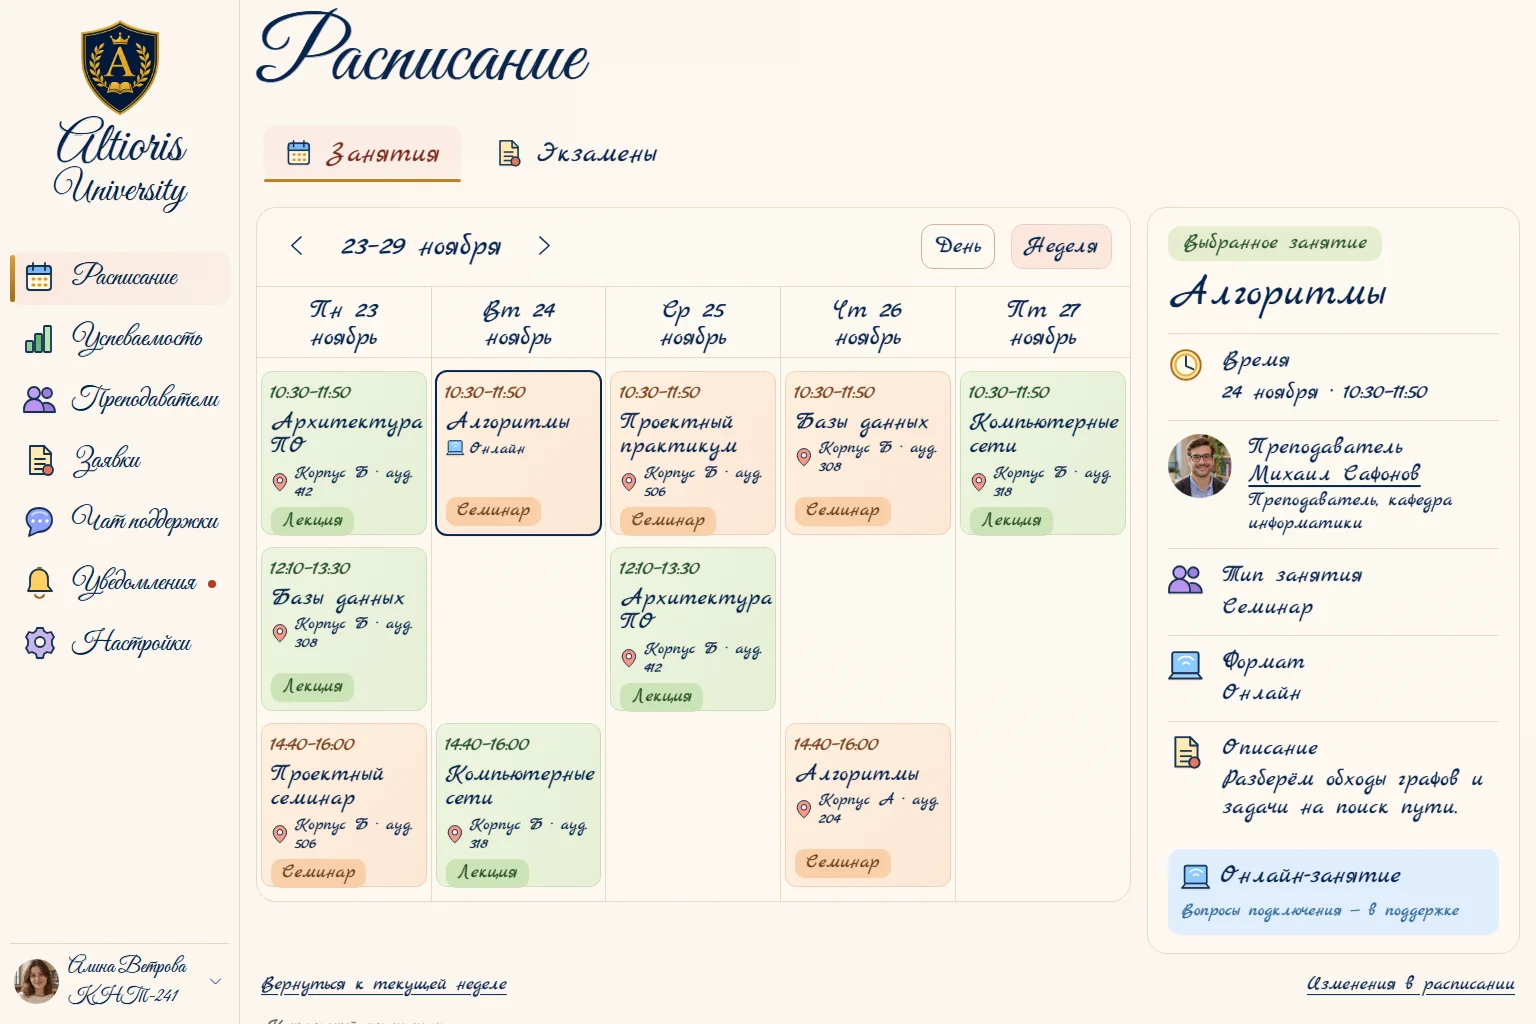 Расписание
Altioris
University
Расписание
Успеваемость
Преподаватели
Заявки
Чат поддержки
Уведомления
Настройки
Алина Ветрова
КНТ-241
Занятия
Экзамены
23–29 ноября
День
Неделя
Пн 23
ноябрь
Вт 24
ноябрь
Ср 25
ноябрь
Чт 26
ноябрь
Пт 27
ноябрь
10:30–11:50
Архитектура
ПО
Корпус Б · ауд.
412
Лекция
10:30–11:50
Алгоритмы
Онлайн
Семинар
10:30–11:50
Проектный
практикум
Корпус Б · ауд.
506
Семинар
10:30–11:50
Базы данных
Корпус Б · ауд.
308
Семинар
10:30–11:50
Компьютерные
сети
Корпус Б · ауд.
318
Лекция
12:10–13:30
Базы данных
Корпус Б · ауд.
308
Лекция
12:10–13:30
Архитектура
ПО
Корпус Б · ауд.
412
Лекция
14:40–16:00
Проектный
семинар
Корпус Б · ауд.
506
Семинар
14:40–16:00
Компьютерные
сети
Корпус Б · ауд.
318
Лекция
14:40–16:00
Алгоритмы
Корпус А · ауд.
204
Семинар
Вернуться к текущей неделе
Выбранное занятие
Алгоритмы
Время
24 ноября · 10:30–11:50
Преподаватель
Михаил Сафонов
Преподаватель, кафедра
информатики
Тип занятия
Семинар
Формат
Онлайн
Описание
Разберём обходы графов и
задачи на поиск пути.
Онлайн-занятие
Вопросы подключения — в поддержке
Изменения в расписании